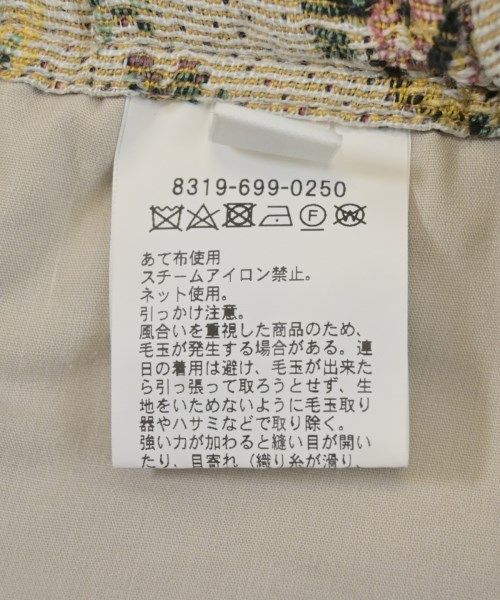 8319-699-0250
F
W
あて布使用
スチームアイロン禁止。
ネット使用。
引っかけ注意。
風合いを重視した商品のため、
毛玉が発生する場合がある。連
日の着用は避け、毛玉が出来た
ら引っ張って取ろうとせず、生
地をいためないように毛玉取り
器やハサミなどで取り除く。
強い力が加わると縫い目が開い
たり、目寄れ（織り糸が滑り、